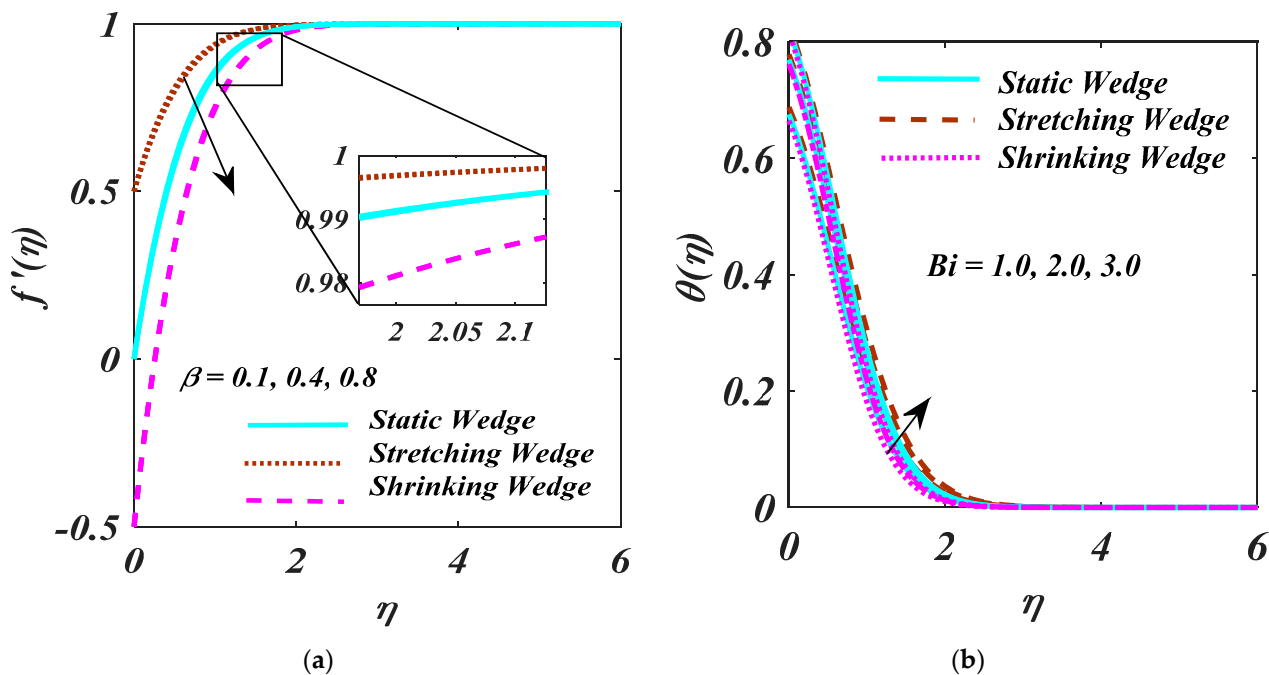 1
0.5
0
-0.5
f '(η)
0
2
4
6
η
1
0.99
0.98
2
2.05
2.1
β = 0.1, 0.4, 0.8
Static Wedge
Stretching Wedge
Shrinking Wedge
(a)
0.8
0.6
0.4
0.2
0
θ(η)
0
2
4
6
η
Static Wedge
Stretching Wedge
Shrinking Wedge
Bi = 1.0, 2.0, 3.0
(b)